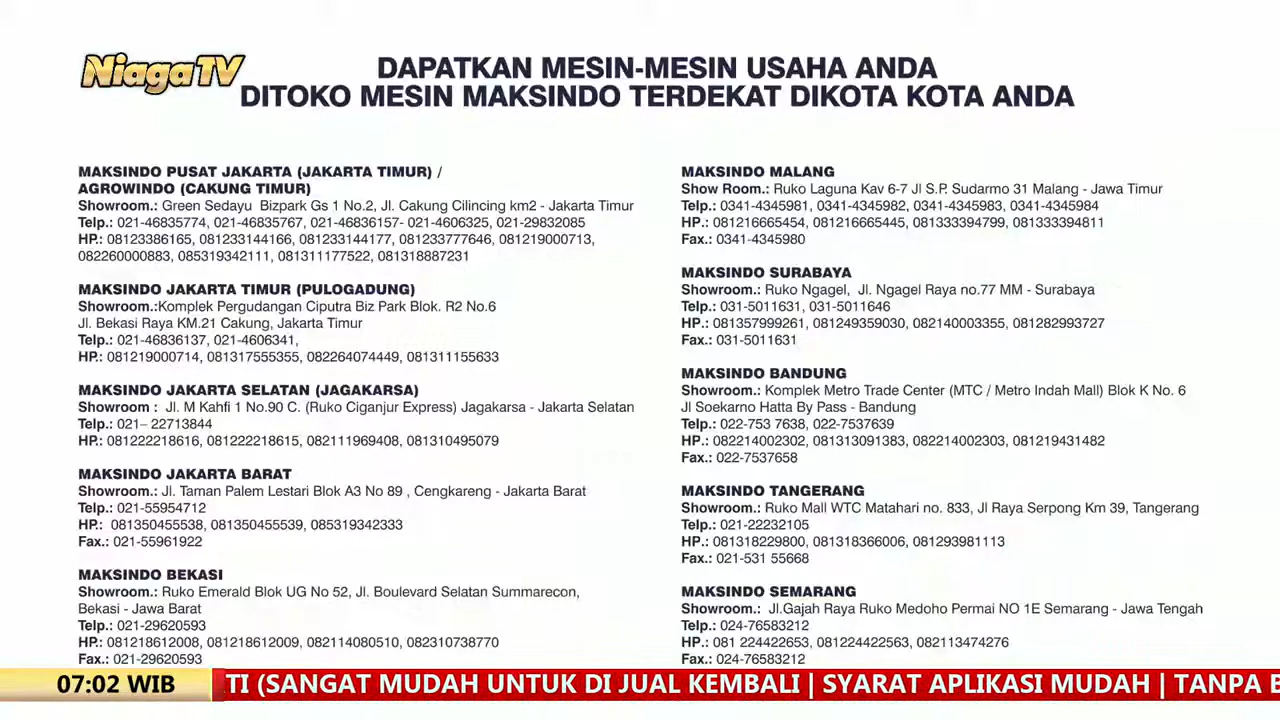 NiagaTV
DAPATKAN MESIN-MESIN USAHA ANDA
DITOKO MESIN MAKSINDO TERDEKAT DIKOTA KOTA ANDA
MAKSINDO PUSAT JAKARTA (JAKARTA TIMUR) /
AGROWINDO (CAKUNG TIMUR)
Showroom.: Green Sedayu  Bizpark Gs 1 No.2, Jl. Cakung Cilincing km2 - Jakarta Timur
Telp.: 021-46835774, 021-46835767, 021-46836157- 021-4606325, 021-29832085
HP.: 08123386165, 081233144166, 081233144177, 081233777646, 081219000713,
082260000883, 085319342111, 081311177522, 081318887231
MAKSINDO JAKARTA TIMUR (PULOGADUNG)
Showroom.:Komplek Pergudangan Ciputra Biz Park Blok. R2 No.6
Jl. Bekasi Raya KM.21 Cakung, Jakarta Timur
Telp.: 021-46836137, 021-4606341,
HP.: 081219000714, 081317555355, 082264074449, 081311155633
MAKSINDO JAKARTA SELATAN (JAGAKARSA)
Showroom :  Jl. M Kahfi 1 No.90 C. (Ruko Ciganjur Express) Jagakarsa - Jakarta Selatan
Telp.: 021– 22713844
HP.: 081222218616, 081222218615, 082111969408, 081310495079
MAKSINDO JAKARTA BARAT
Showroom.: Jl. Taman Palem Lestari Blok A3 No 89 , Cengkareng - Jakarta Barat
Telp.: 021-55954712
HP.:  081350455538, 081350455539, 085319342333
Fax.: 021-55961922
MAKSINDO BEKASI
Showroom.: Ruko Emerald Blok UG No 52, Jl. Boulevard Selatan Summarecon,
Bekasi - Jawa Barat
Telp.: 021-29620593
HP.: 081218612008, 081218612009, 082114080510, 082310738770
Fax.: 021-29620593
MAKSINDO MALANG
Show Room.: Ruko Laguna Kav 6-7 Jl S.P. Sudarmo 31 Malang - Jawa Timur
Telp.: 0341-4345981, 0341-4345982, 0341-4345983, 0341-4345984
HP.: 081216665454, 081216665445, 081333394799, 081333394811
Fax.: 0341-4345980
MAKSINDO SURABAYA
Showroom.: Ruko Ngagel,  Jl. Ngagel Raya no.77 MM - Surabaya
Telp.: 031-5011631, 031-5011646
HP.: 081357999261, 081249359030, 082140003355, 081282993727
Fax.: 031-5011631
MAKSINDO BANDUNG
Showroom.: Komplek Metro Trade Center (MTC / Metro Indah Mall) Blok K No. 6
Jl Soekarno Hatta By Pass - Bandung
Telp.: 022-753 7638, 022-7537639
HP.: 082214002302, 081313091383, 082214002303, 081219431482
Fax.: 022-7537658
MAKSINDO TANGERANG
Showroom.: Ruko Mall WTC Matahari no. 833, Jl Raya Serpong Km 39, Tangerang
Telp.: 021-22232105
HP.: 081318229800, 081318366006, 081293981113
Fax.: 021-531 55668
MAKSINDO SEMARANG
Showroom.:  Jl.Gajah Raya Ruko Medoho Permai NO 1E Semarang - Jawa Tengah
Telp.: 024-76583212
HP.: 081 224422653, 081224422563, 082113474276
Fax.: 024-76583212
07:02 WIB
TI (SANGAT MUDAH UNTUK DI JUAL KEMBALI | SYARAT APLIKASI MUDAH | TANPA B